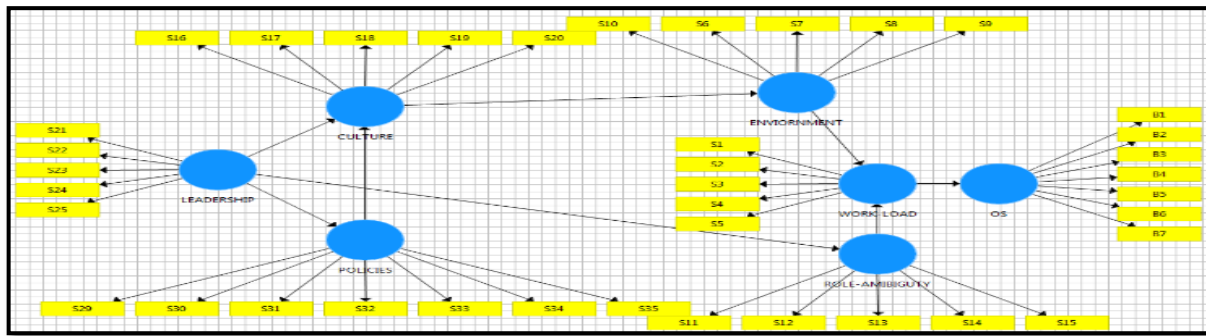 S10
S6
S7
S8
S9
S16
S17
S18
S19
S20
ENVIORNMENT
CULTURE
B1
B2
B3
B4
B5
B6
B7
S21
S22
S23
S24
S25
LEADERSHIP
S1
S2
S3
S4
S5
WORK-LOAD
OS
POLICIES
ROLE-AMBIGUTY
S29
S30
S31
S32
S33
S34
S35
S11
S12
S13
S14
S15